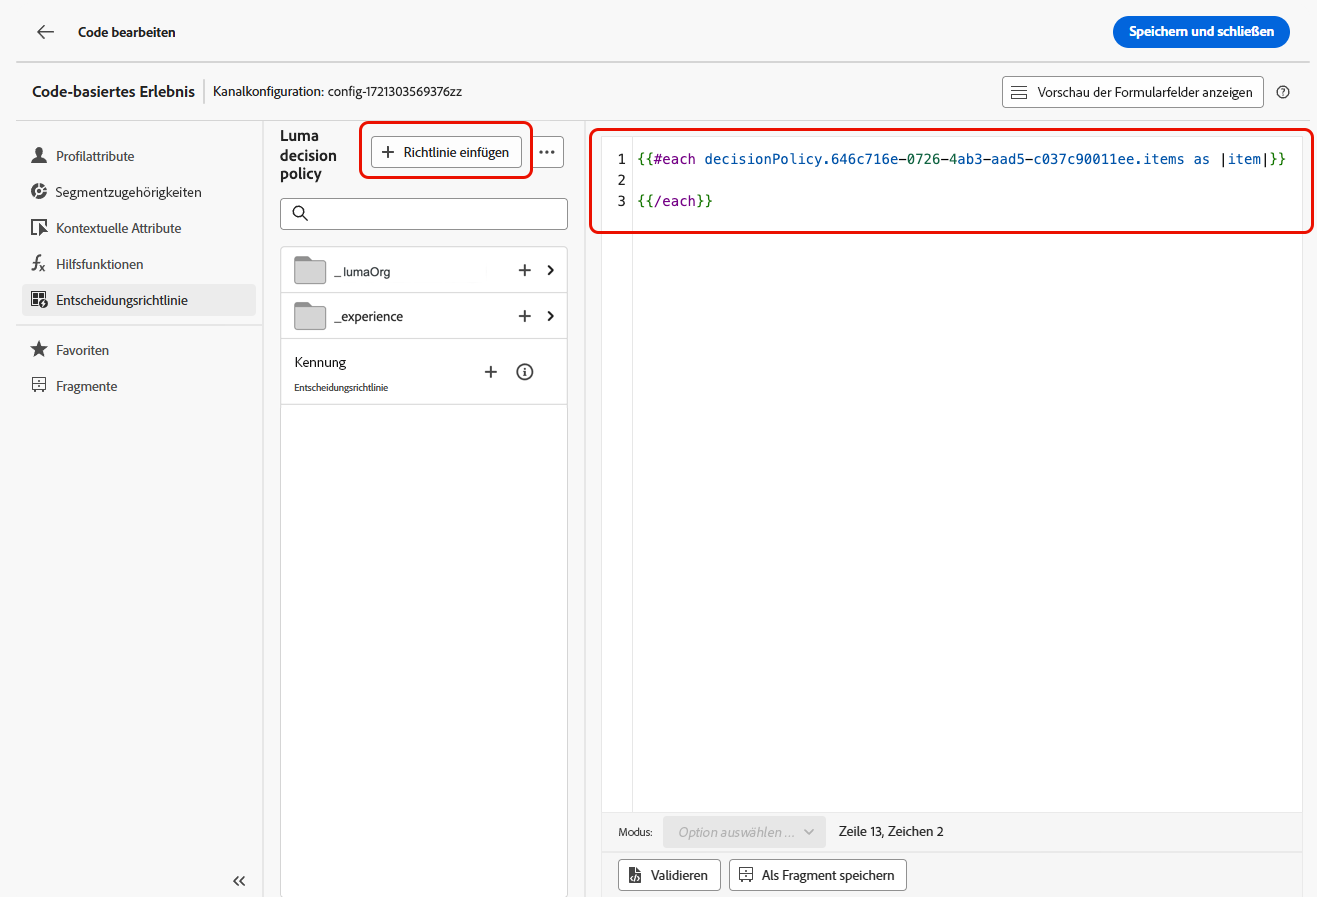 Code bearbeiten
Speichern und schließen
Code-basiertes Erlebnis
Kanalkonfiguration: config-1721303569376zz
Vorschau der Formularfelder anzeigen
Profilattribute
Segmentzugehörigkeiten
Kontextuelle Attribute
Hilfsfunktionen
Entscheidungsrichtlinie
Favoriten
Fragmente
Luma
decision
policy
Richtlinie einfügen
_lumaOrg
_experience
Kennung
Entscheidungsrichtlinie
1 {{#each decisionPolicy.646c716e-0726-4ab3-aad5-c037c90011ee.items as |item|}}
2
3 {{/each}}
Modus:
Option auswählen ...
Zeile 13, Zeichen 2
Validieren
Als Fragment speichern